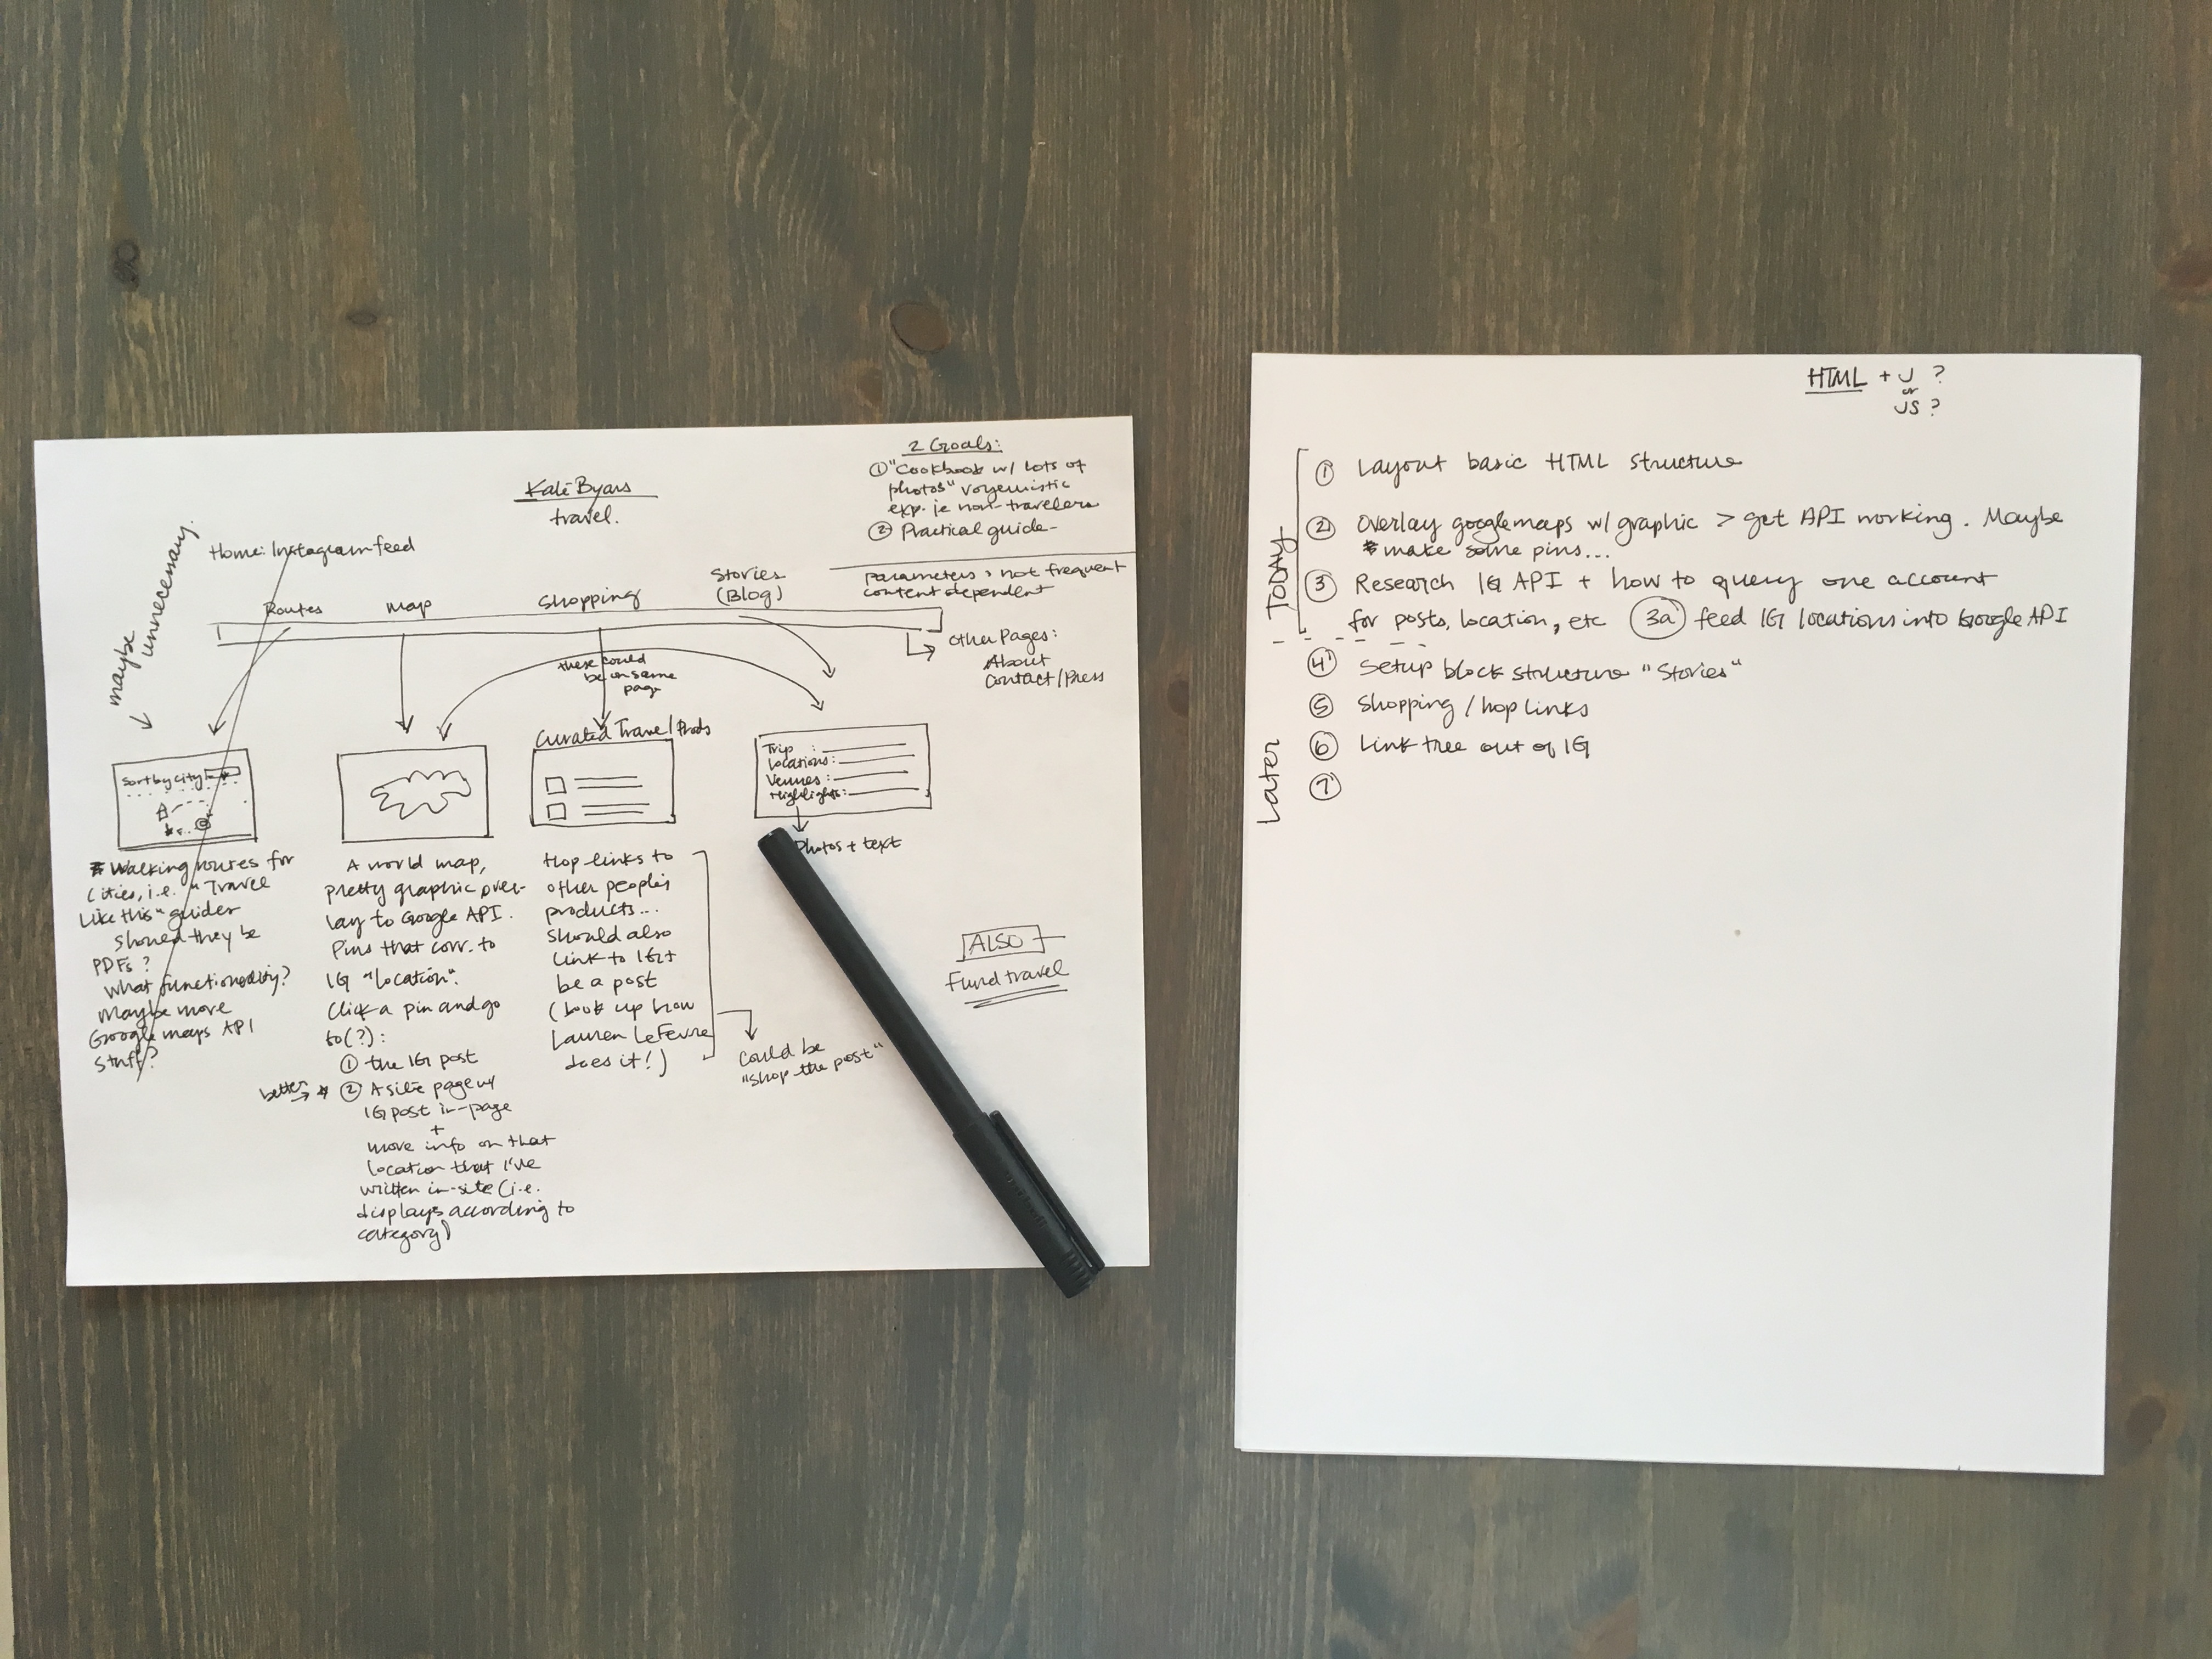 Kate Byars
travel.
2 Goals:
① "Cookbook w/ lots of
photos" voyeuristic
exp. ie non-travelers
② Practical guide-
parameters > not frequent
content dependent
maybe unnecessary.
Home: Instagram feed
Routes
Map
Shopping
Stories
(Blog)
these could
be on same
page
Other Pages:
About
Contact/Press
Sort by city
Curated Travel Prods
Trip :
Locations:
Venues:
Highlights:
Photos + text
Walking routes for
Cities, i.e. "Travel
Like this" guides
PDFs?
What functionality?
Maybe more
Google maps API
stuff?
A world map,
pretty graphic over-
lay to Google API.
Pins that corr. to
IG "location".
Click a pin and go
to(?):
① the IG post
better →
② A site page w/
IG post in-page
+
more info on that
location that I've
written in-site (i.e.
displays according to
category)
Hop-links to
other people's
products...
should also
link to IG +
be a post
(look up how
Lauren LeFevre
does it!)
Could be
"shop the post"
ALSO
Fund travel
HTML + J ?
or
JS ?
TODAY
① Layout basic HTML structure
② Overlay googlemaps w/ graphic > get API working. Maybe
make some pins...
③ Research IG API + how to query one account
for posts, location, etc 3a feed IG locations into Google API
Later
④ Setup block structure "Stories"
⑤ Shopping / hop links
⑥ Link tree out of IG
⑦